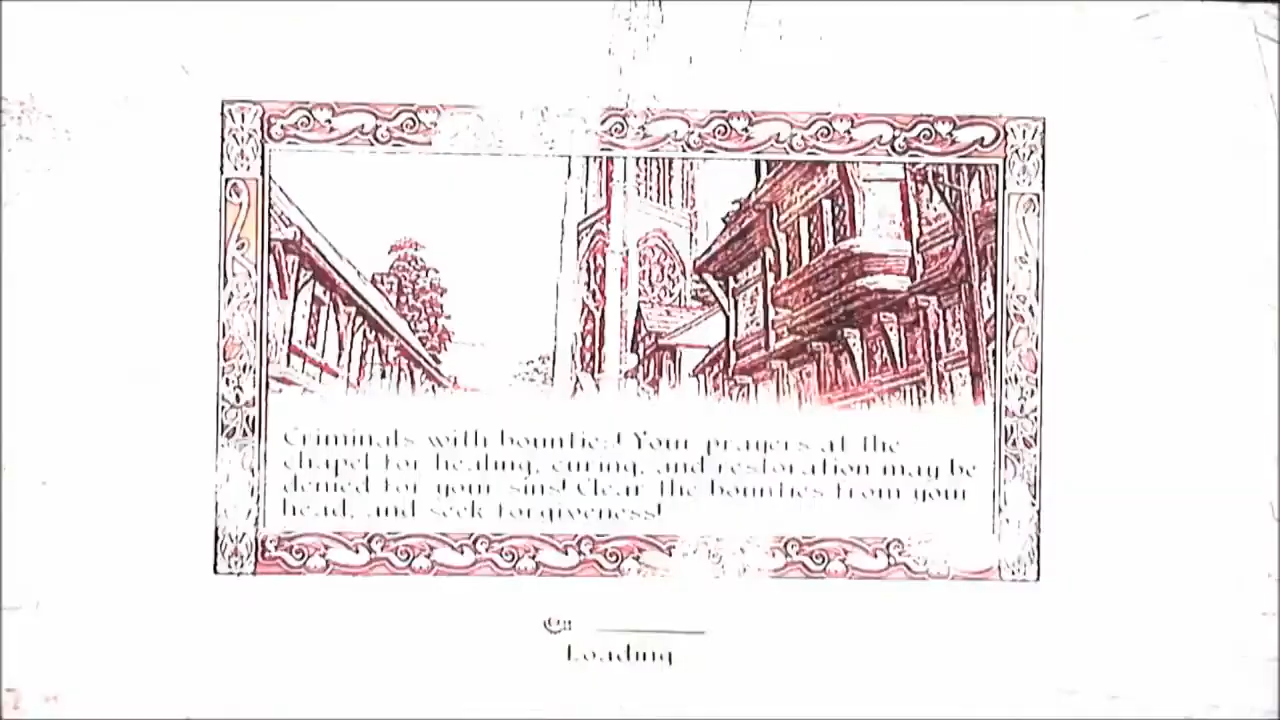 Criminals with bounties! Your prayers at the
chapel for healing, curing, and restoration may be
denied for your sins! Clear the bounties from your
head, and seek forgiveness!
Loading